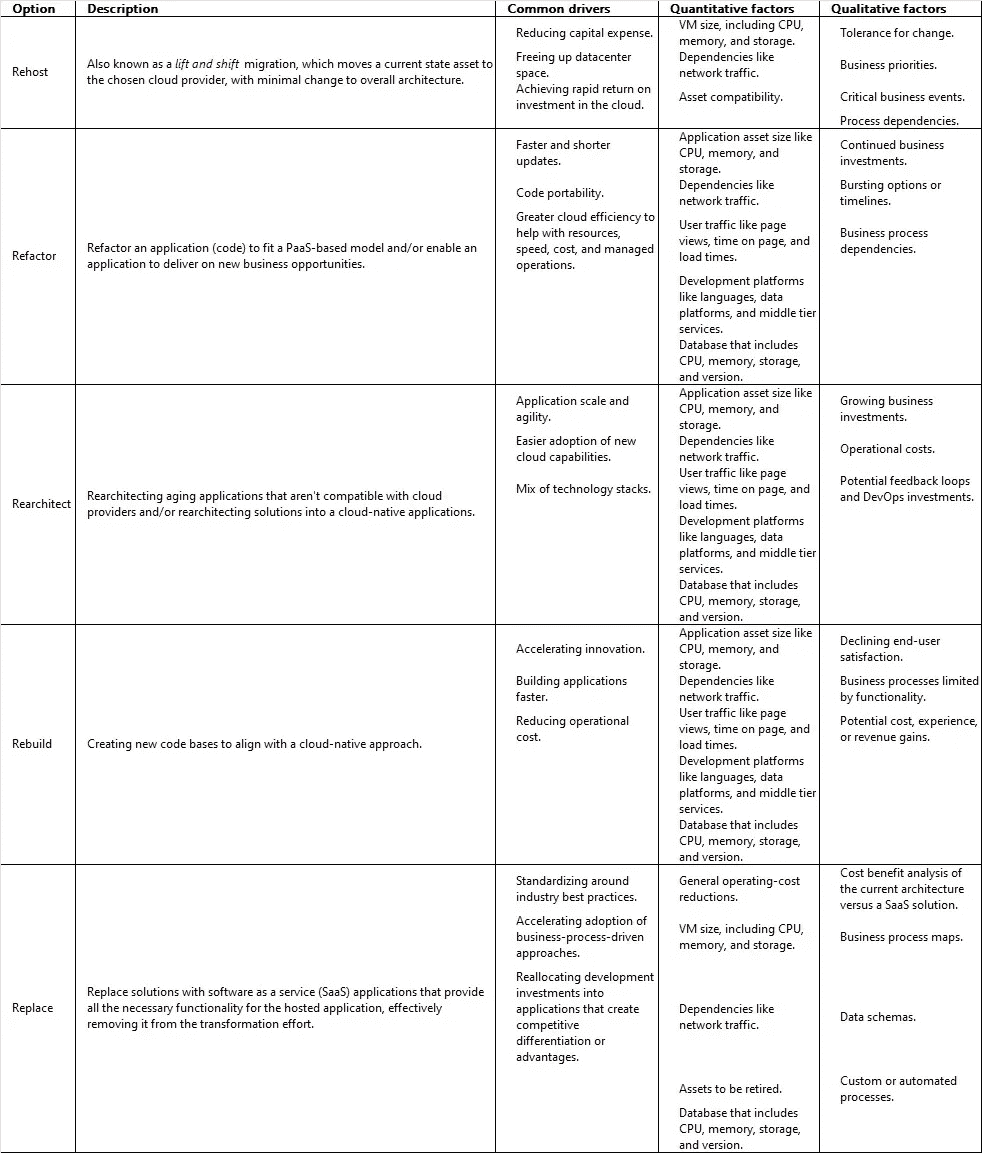 Option
Description
Common drivers
Quantitative factors
Qualitative factors
Rehost
Also known as a lift and shift migration, which moves a current state asset to
the chosen cloud provider, with minimal change to overall architecture.
Reducing capital expense.
Freeing up datacenter
space.
Achieving rapid return on
investment in the cloud.
VM size, including CPU,
memory, and storage.
Dependencies like
network traffic.
Asset compatibility.
Tolerance for change.
Business priorities.
Critical business events.
Process dependencies.
Refactor
Refactor an application (code) to fit a PaaS-based model and/or enable an
application to deliver on new business opportunities.
Faster and shorter
updates.
Code portability.
Greater cloud efficiency to
help with resources,
speed, cost, and managed
operations.
Application asset size like
CPU, memory, and
storage.
Dependencies like
network traffic.
User traffic like page
views, time on page, and
load times.
Development platforms
like languages, data
platforms, and middle tier
services.
Database that includes
CPU, memory, storage,
and version.
Continued business
investments.
Bursting options or
timelines.
Business process
dependencies.
Rearchitect
Rearchitecting aging applications that aren't compatible with cloud
providers and/or rearchitecting solutions into a cloud-native applications.
Application scale and
agility.
Easier adoption of new
cloud capabilities.
Mix of technology stacks.
Application asset size like
CPU, memory, and
storage.
Dependencies like
network traffic.
User traffic like page
views, time on page, and
load times.
Development platforms
like languages, data
platforms, and middle tier
services.
Database that includes
CPU, memory, storage,
and version.
Growing business
investments.
Operational costs.
Potential feedback loops
and DevOps investments.
Rebuild
Creating new code bases to align with a cloud-native approach.
Accelerating innovation.
Building applications
faster.
Reducing operational
cost.
Application asset size like
CPU, memory, and
storage.
Dependencies like
network traffic.
User traffic like page
views, time on page, and
load times.
Development platforms
like languages, data
platforms, and middle tier
services.
Database that includes
CPU, memory, storage,
and version.
Declining end-user
satisfaction.
Business processes limited
by functionality.
Potential cost, experience,
or revenue gains.
Replace
Replace solutions with software as a service (SaaS) applications that provide
all the necessary functionality for the hosted application, effectively
removing it from the transformation effort.
Standardizing around
industry best practices.
Accelerating adoption of
business-process-driven
approaches.
Reallocating development
investments into
applications that create
competitive
differentiation or
advantages.
General operating-cost
reductions.
VM size, including CPU,
memory, and storage.
Dependencies like
network traffic.
Assets to be retired.
Database that includes
CPU, memory, storage,
and version.
Cost benefit analysis of
the current architecture
versus a SaaS solution.
Business process maps.
Data schemas.
Custom or automated
processes.